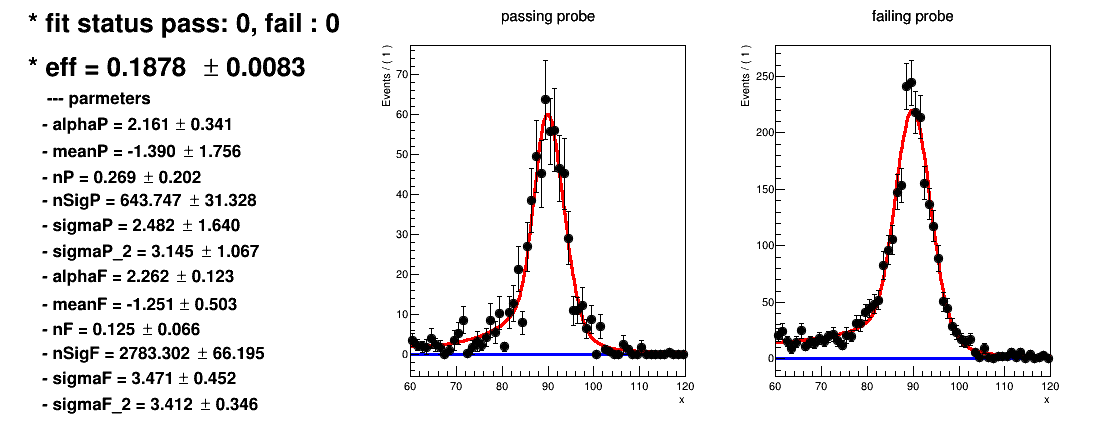 * fit status pass: 0, fail : 0
* eff = 0.1878 ± 0.0083
--- parmeters
- alphaP = 2.161 ± 0.341
- meanP = -1.390 ± 1.756
- nP = 0.269 ± 0.202
- nSigP = 643.747 ± 31.328
- sigmaP = 2.482 ± 1.640
- sigmaP_2 = 3.145 ± 1.067
- alphaF = 2.262 ± 0.123
- meanF = -1.251 ± 0.503
- nF = 0.125 ± 0.066
- nSigF = 2783.302 ± 66.195
- sigmaF = 3.471 ± 0.452
- sigmaF_2 = 3.412 ± 0.346
passing probe
Events / ( 1 )
70
60
50
40
30
20
10
0
60 70 80 90 100 110 120
x
failing probe
Events / ( 1 )
250
200
150
100
50
0
60 70 80 90 100 110 120
x